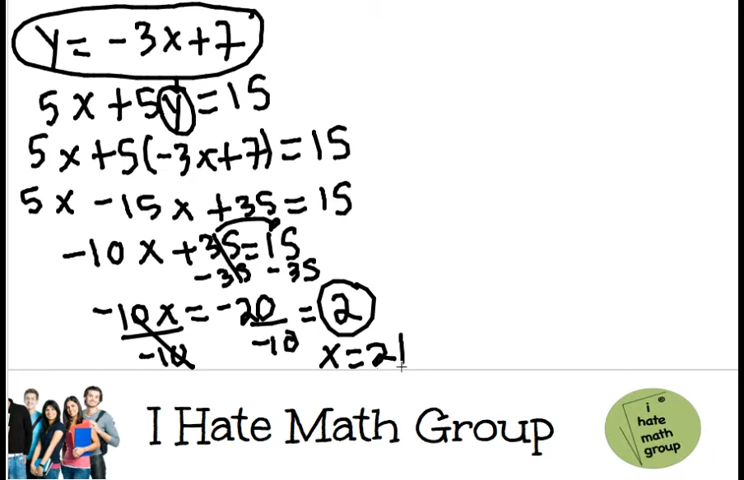 y = -3x+7
5x+5y=15
5x+5(-3x+7)=15
5x-15x+35=15
-10x+35=15
-35 -35
-10x = -20 = 2
-10 -10
x=2
I Hate Math Group
i
hate
math
group